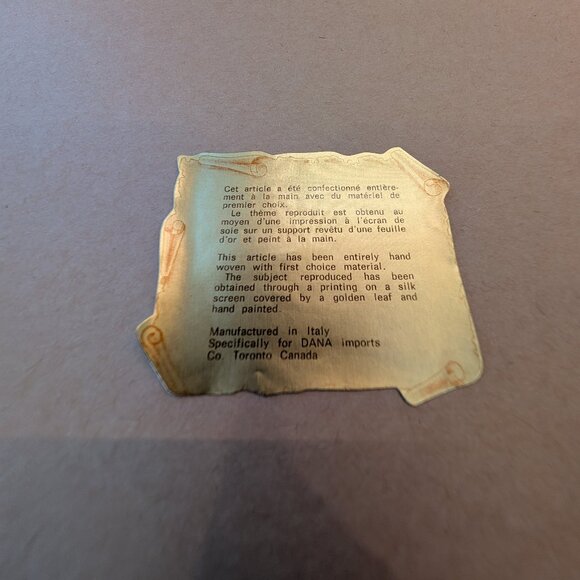 Cet article a été confectionné entière-
ment à la main avec du matériel de
premier choix.
Le thème reproduit est obtenu au
moyen d'une impression à l'écran de
soie sur un support revêtu d'une feuille
d'or et peint à la main.
This article has been entirely hand
woven with first choice material.
The subject reproduced has been
obtained through a printing on a silk
screen covered by a golden leaf and
hand painted.
Manufactured in Italy
Specifically for DANA imports
Co. Toronto Canada